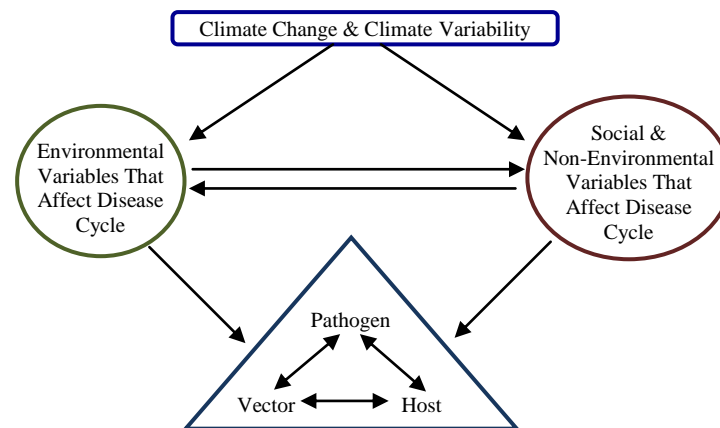 Climate Change & Climate Variability
Environmental
Variables That
Affect Disease
Cycle
Social &
Non-Environmental
Variables That
Affect Disease
Cycle
Pathogen
Vector
Host